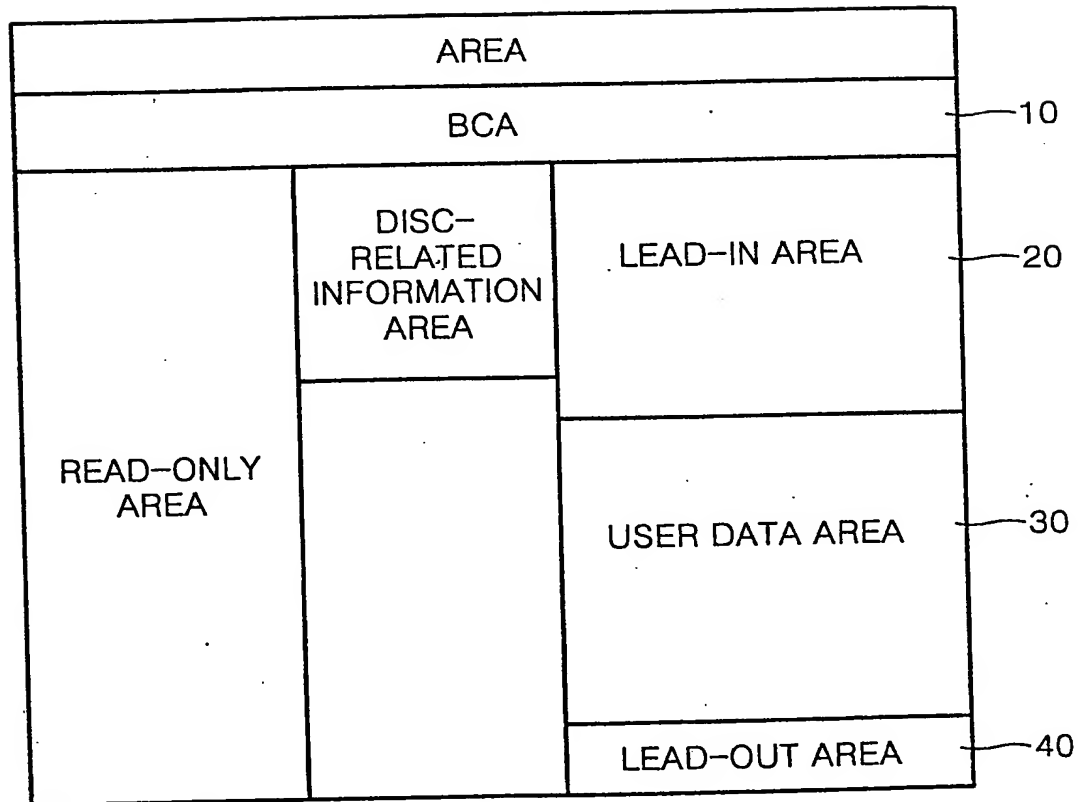 AREA
BCA
10
DISC-
RELATED
INFORMATION
AREA
LEAD-IN AREA
20
READ-ONLY
AREA
USER DATA AREA
30
LEAD-OUT AREA
40